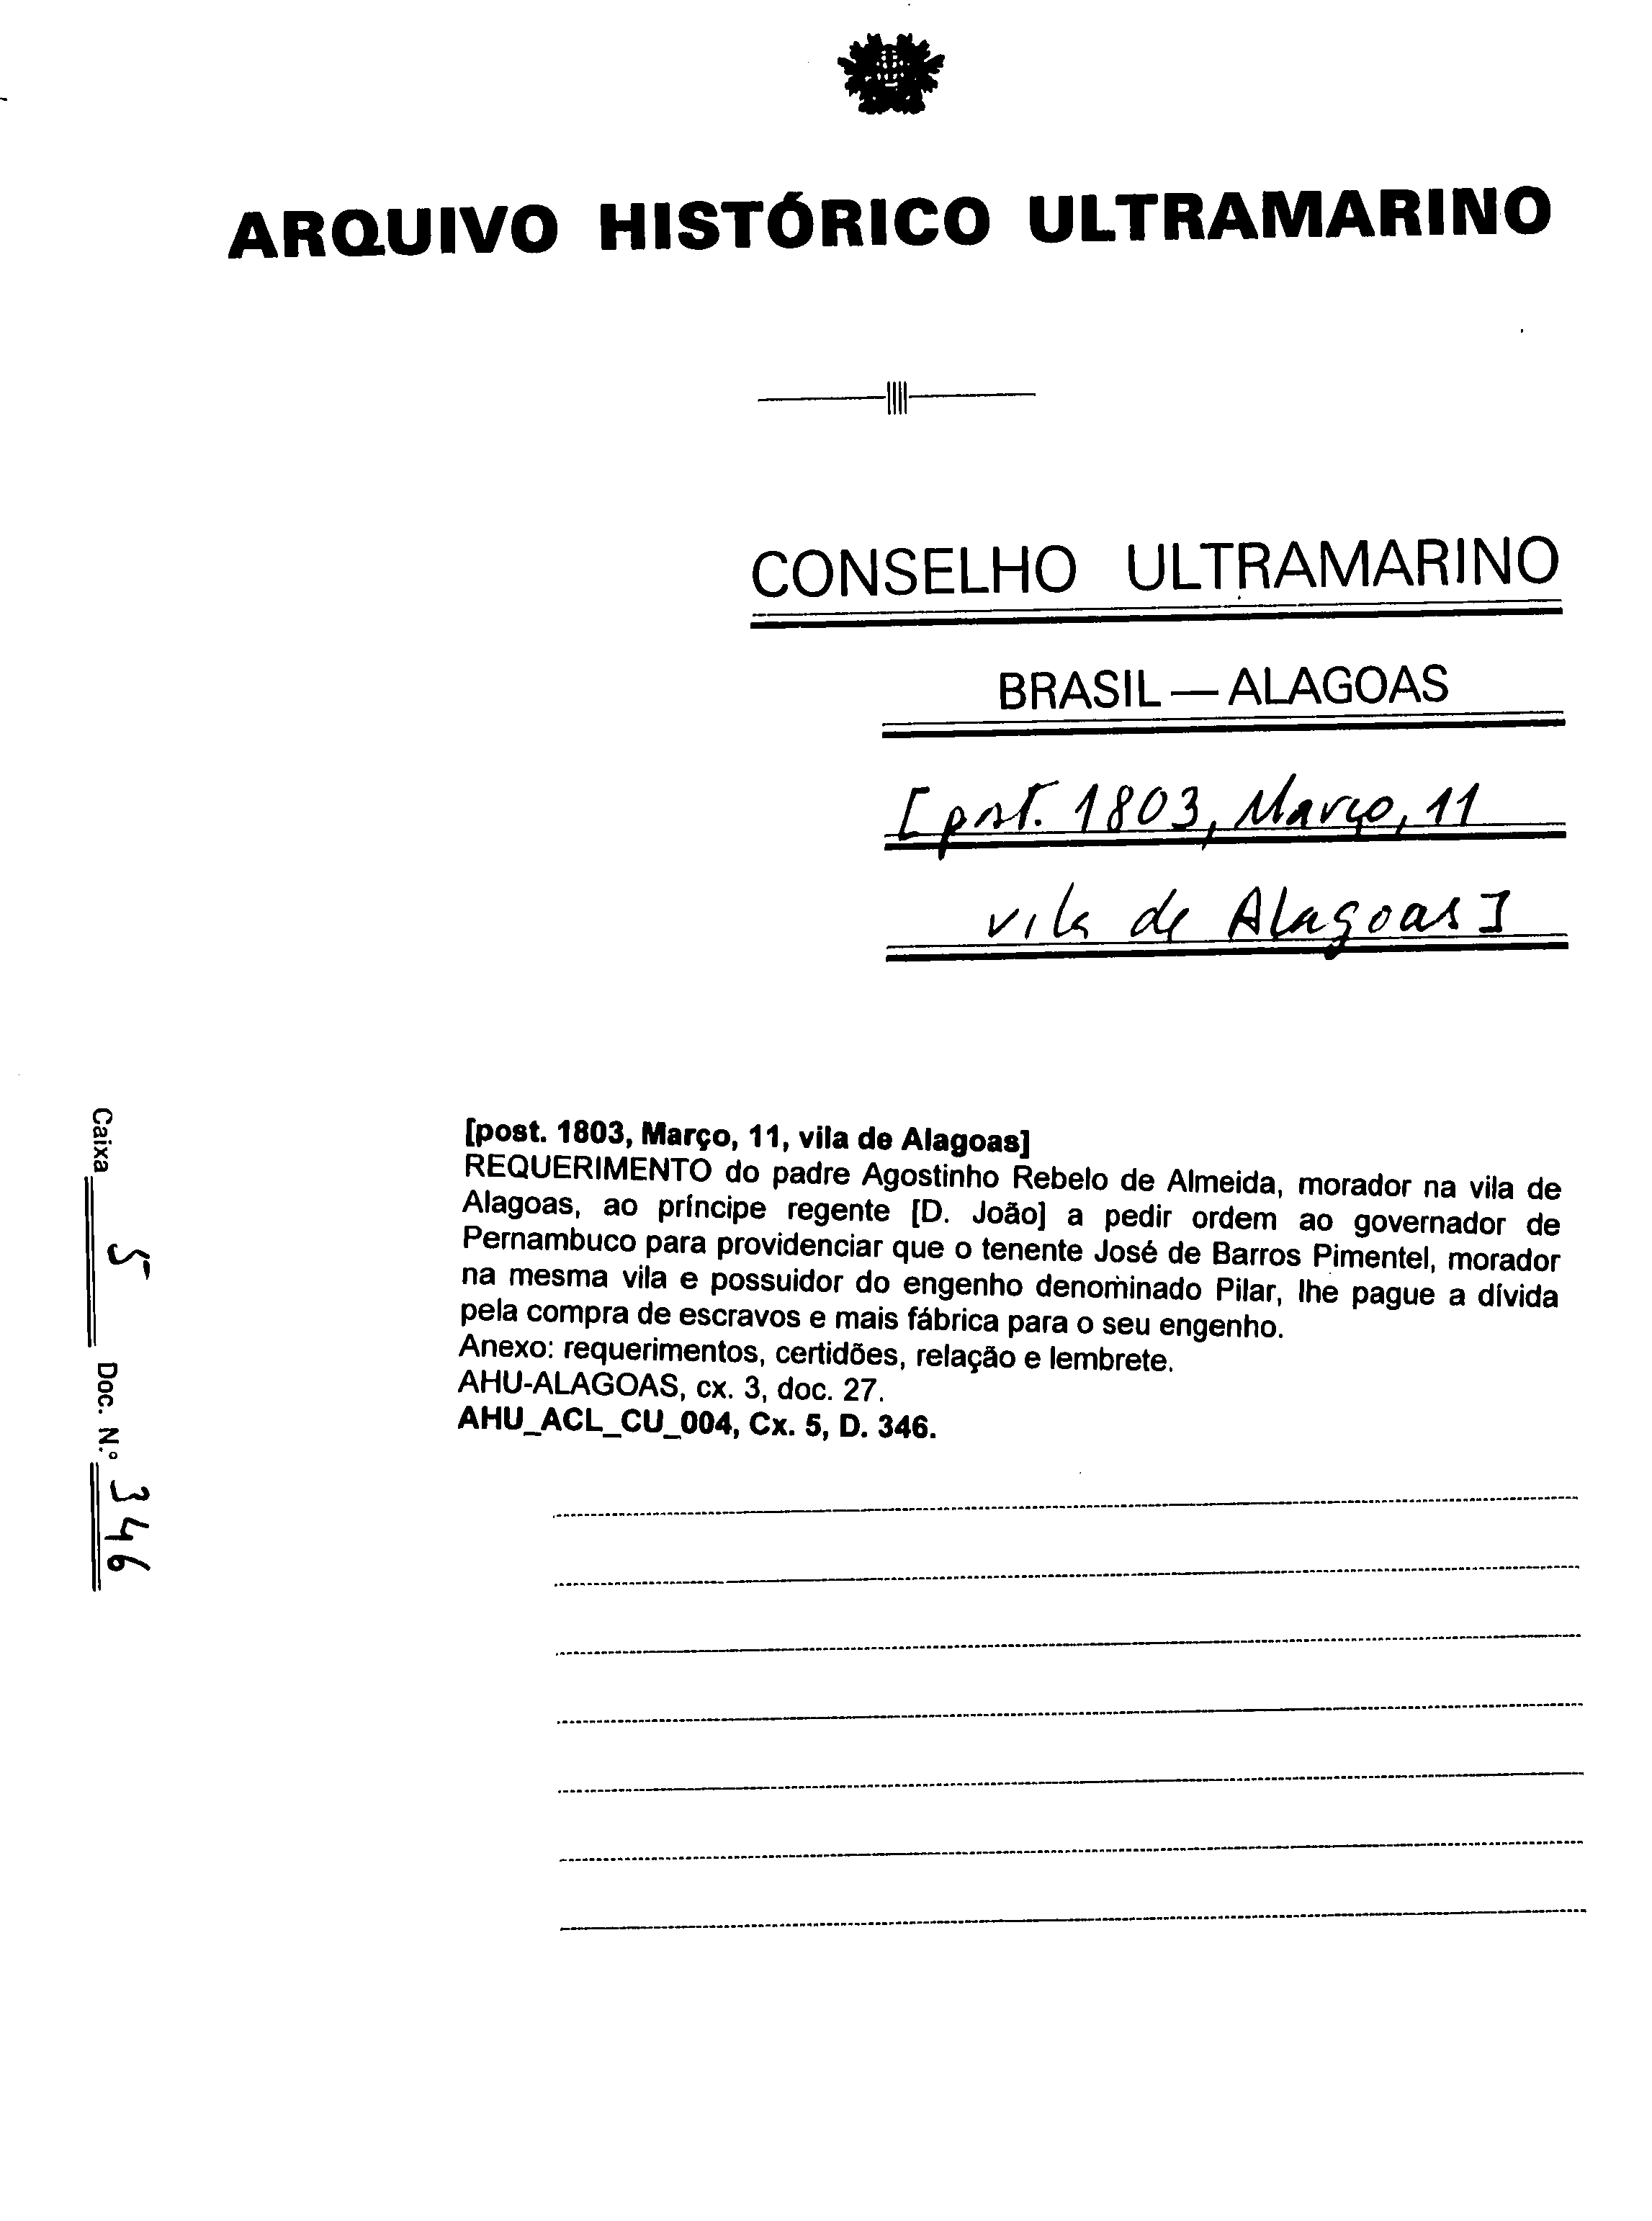 ARQUIVO HISTÓRICO ULTRAMARINO
CONSELHO ULTRAMARINO
BRASIL — ALAGOAS
[post. 1803, Março, 11
vila de Alagoas]
Caixa 5 Doc. N.º 346
[post. 1803, Março, 11, vila de Alagoas]
REQUERIMENTO do padre Agostinho Rebelo de Almeida, morador na vila de
Alagoas, ao príncipe regente [D. João] a pedir ordem ao governador de
Pernambuco para providenciar que o tenente José de Barros Pimentel, morador
na mesma vila e possuidor do engenho denominado Pilar, lhe pague a dívida
pela compra de escravos e mais fábrica para o seu engenho.
Anexo: requerimentos, certidões, relação e lembrete.
AHU-ALAGOAS, cx. 3, doc. 27.
AHU_ACL_CU_004, Cx. 5, D. 346.